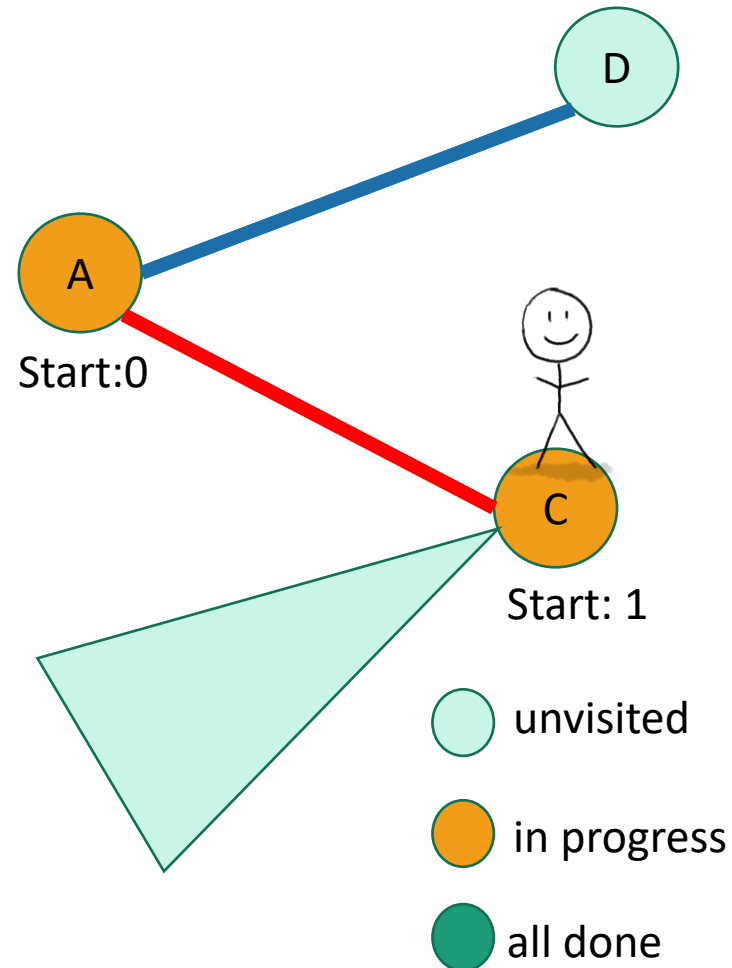 D
A
Start:0
C
Start: 1
unvisited
in progress
all done